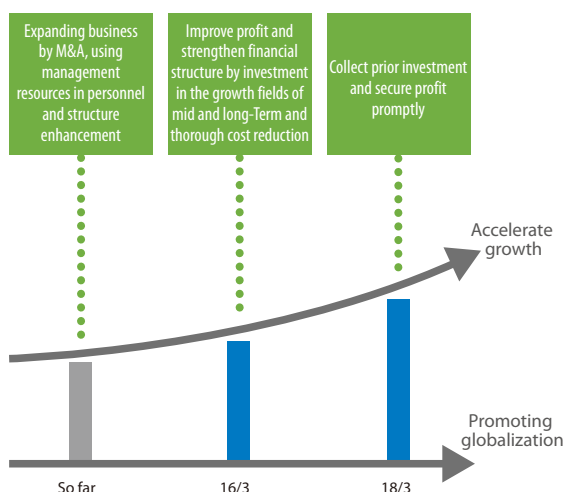 Expanding business
by M&A, using
management
resources in personnel
and structure
enhancement
Improve profit and
strengthen financial
structure by investment
in the growth fields of
mid and long-Term and
thorough cost reduction
Collect prior investment
and secure profit
promptly
Accelerate
growth
Promoting
globalization
So far
16/3
18/3